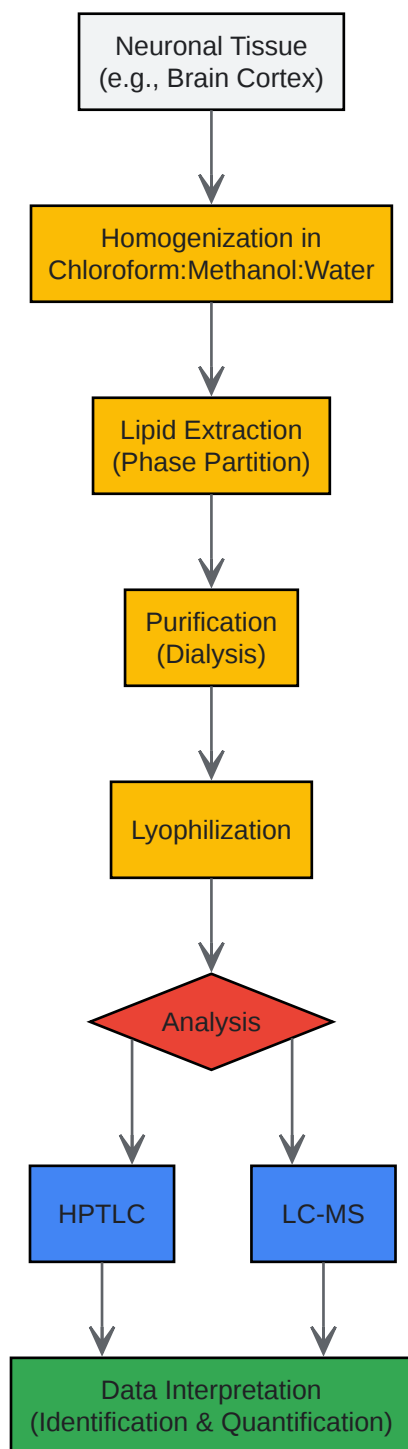 Neuronal Tissue
(e.g., Brain Cortex)
Homogenization in
Chloroform:Methanol:Water
Lipid Extraction
(Phase Partition)
Purification
(Dialysis)
Lyophilization
Analysis
HPTLC
LC-MS
Data Interpretation
(Identification & Quantification)